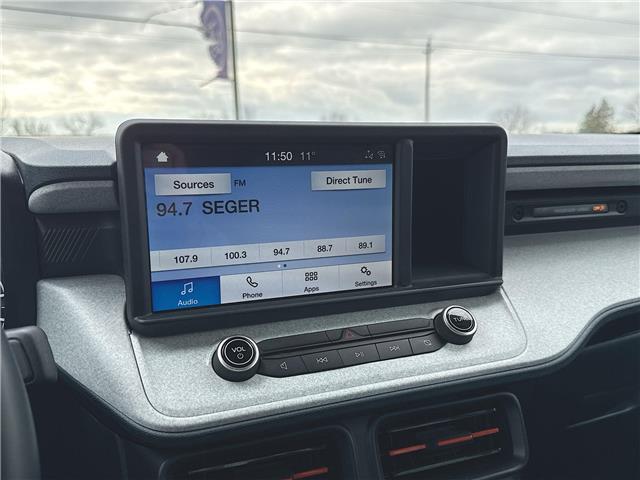 11:50 11°
Sources FM Direct Tune
94.7 SEGER
107.9 100.3 94.7 88.7 89.1
Audio Phone Apps Settings
VOL TUNE